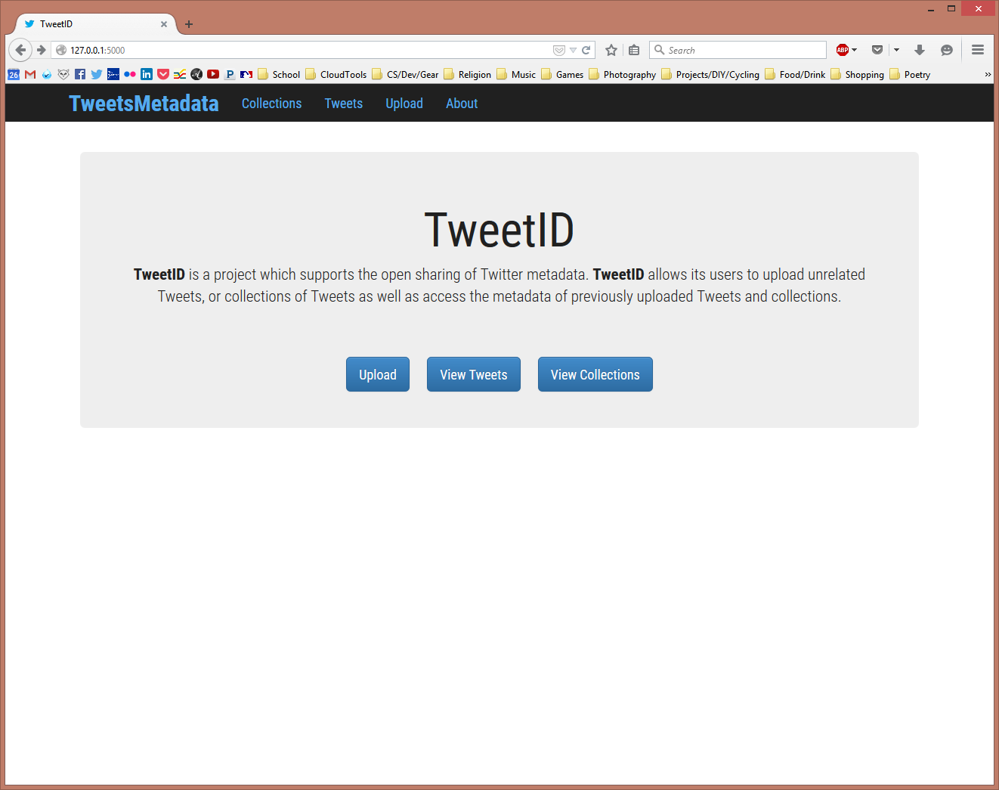 TweetID
127.0.0.1:5000
Search
ABP
26
School CloudTools CS/Dev/Gear Religion Music Games Photography Projects/DIY/Cycling Food/Drink Shopping Poetry
TweetsMetadata Collections Tweets Upload About
TweetID
TweetID is a project which supports the open sharing of Twitter metadata. TweetID allows its users to upload unrelated
Tweets, or collections of Tweets as well as access the metadata of previously uploaded Tweets and collections.
Upload View Tweets View Collections